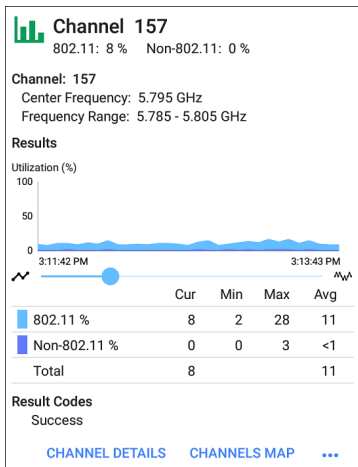 Channel 157
802.11: 8 % Non-802.11: 0 %
Channel: 157
Center Frequency: 5.795 GHz
Frequency Range: 5.785 - 5.805 GHz
Results
Utilization (%)
100
50
0
3:11:42 PM 3:13:43 PM
Cur Min Max Avg
802.11 % 8 2 28 11
Non-802.11 % 0 0 3 <1
Total 8 11
Result Codes
Success
CHANNEL DETAILS CHANNELS MAP